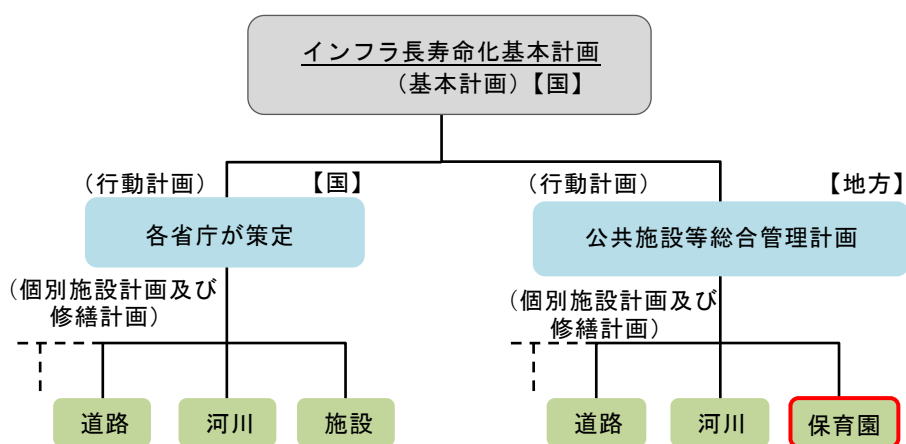 インフラ長寿命化基本計画
(基本計画)【国】
(行動計画)
【国】
各省庁が策定
(個別施設計画及び
修繕計画)
道路
河川
施設
(行動計画)
【地方】
公共施設等総合管理計画
(個別施設計画及び
修繕計画)
道路
河川
保育園